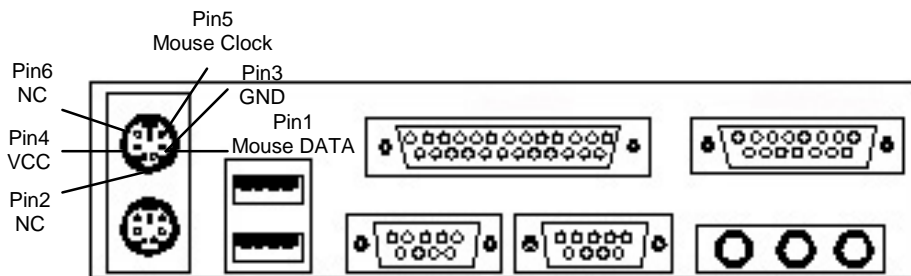 Pin5
Mouse Clock
Pin6
NC
Pin3
GND
Pin1
Mouse DATA
Pin4
VCC
Pin2
NC